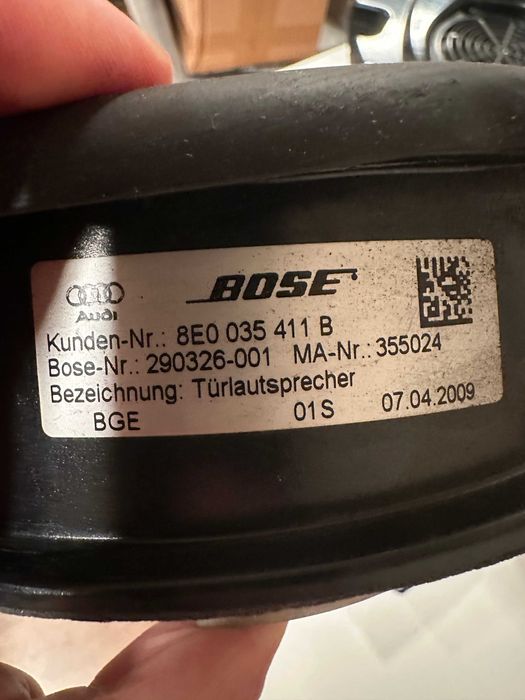 BOSE
Audi
Kunden-Nr.: 8E0 035 411 B
Bose-Nr.: 290326-001 MA-Nr.: 355024
Bezeichnung: Türlautsprecher
BGE 01S 07.04.2009